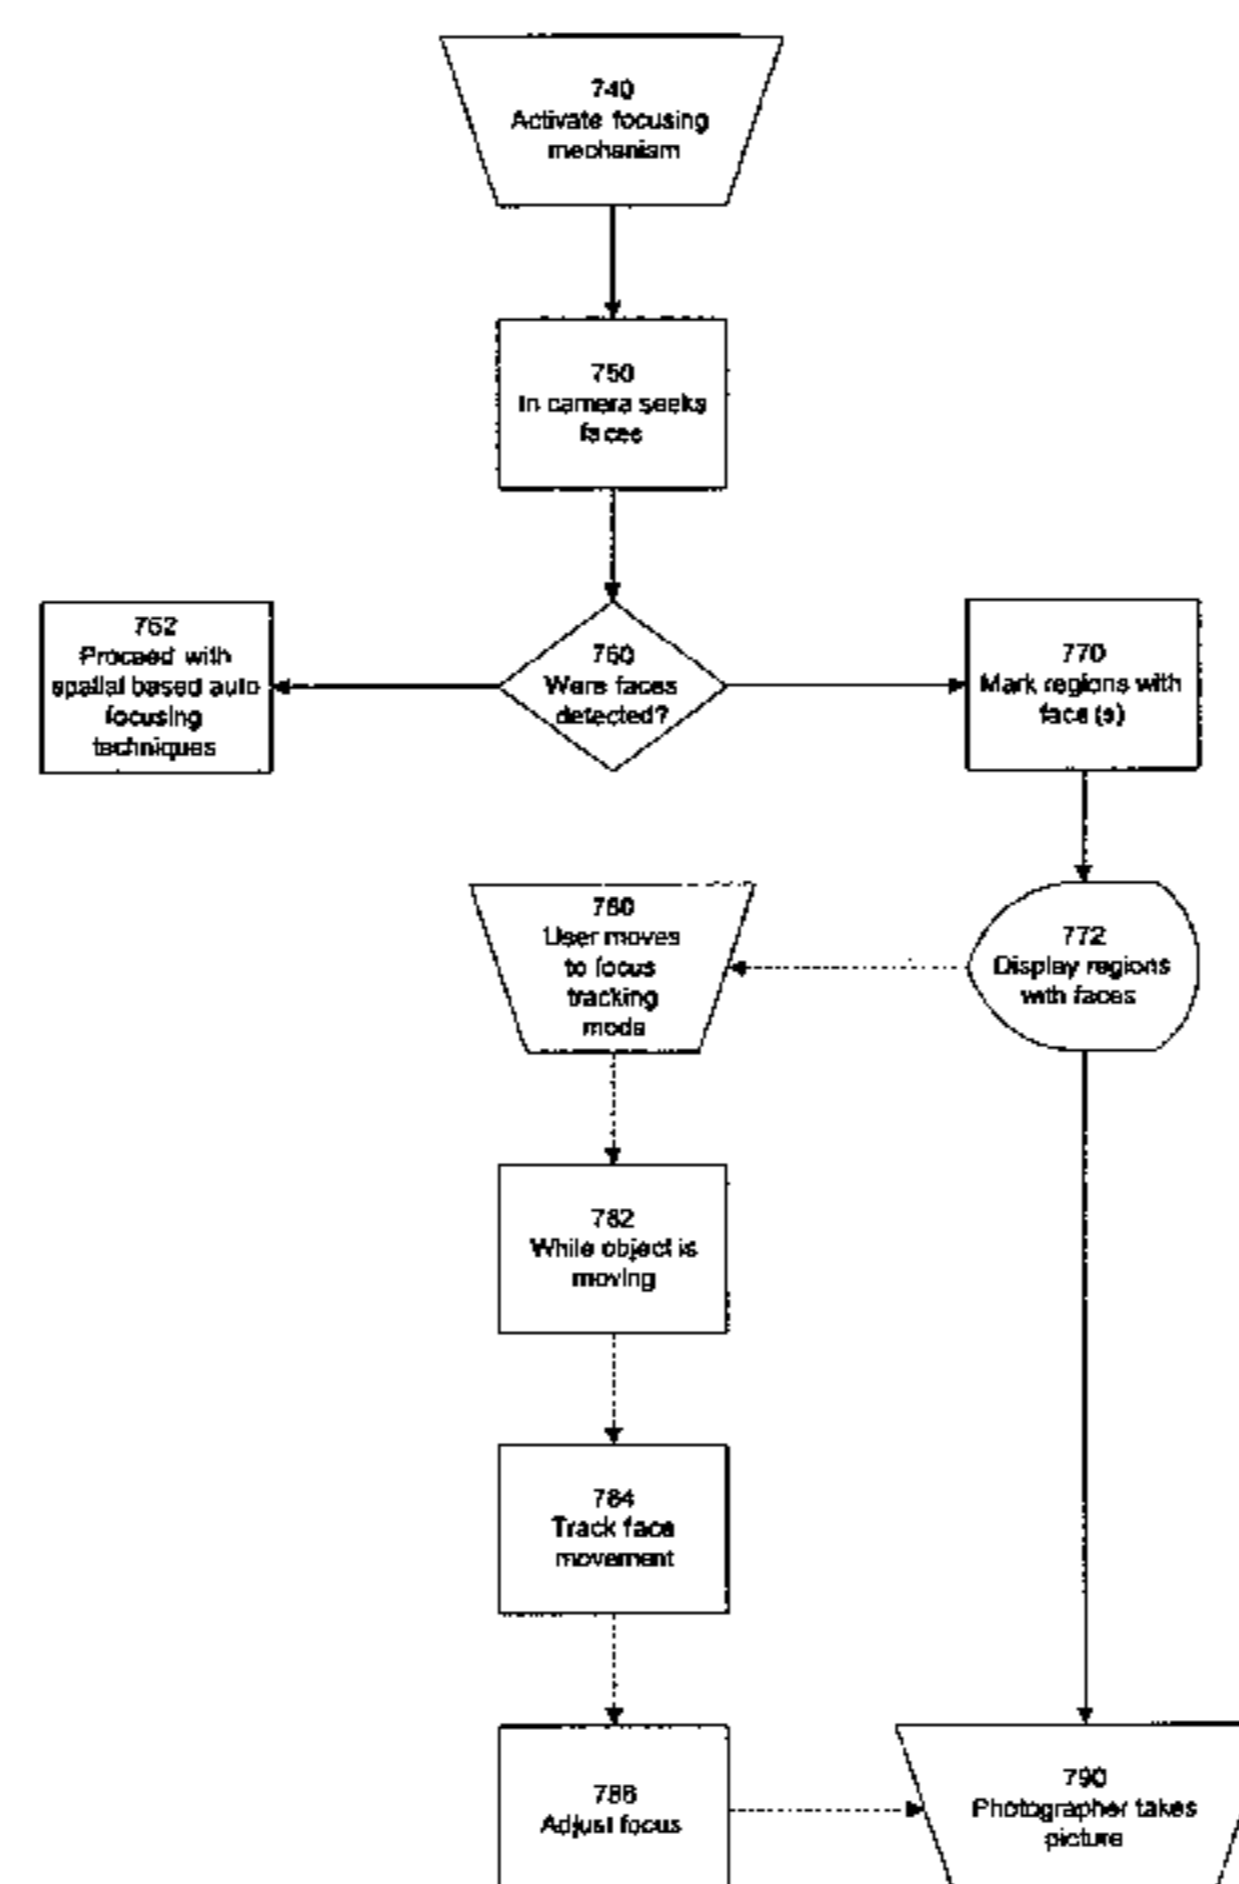 740
Activate focusing
mechanism
750
In camera seeks
faces
762
Proceed with
spatial based auto
focusing
techniques
760
Were faces
detected?
770
Mark regions with
face (s)
780
User moves
to focus
tracking
mode
772
Display regions
with faces
782
While object is
moving
784
Track face
movement
786
Adjust focus
790
Photographer takes
picture